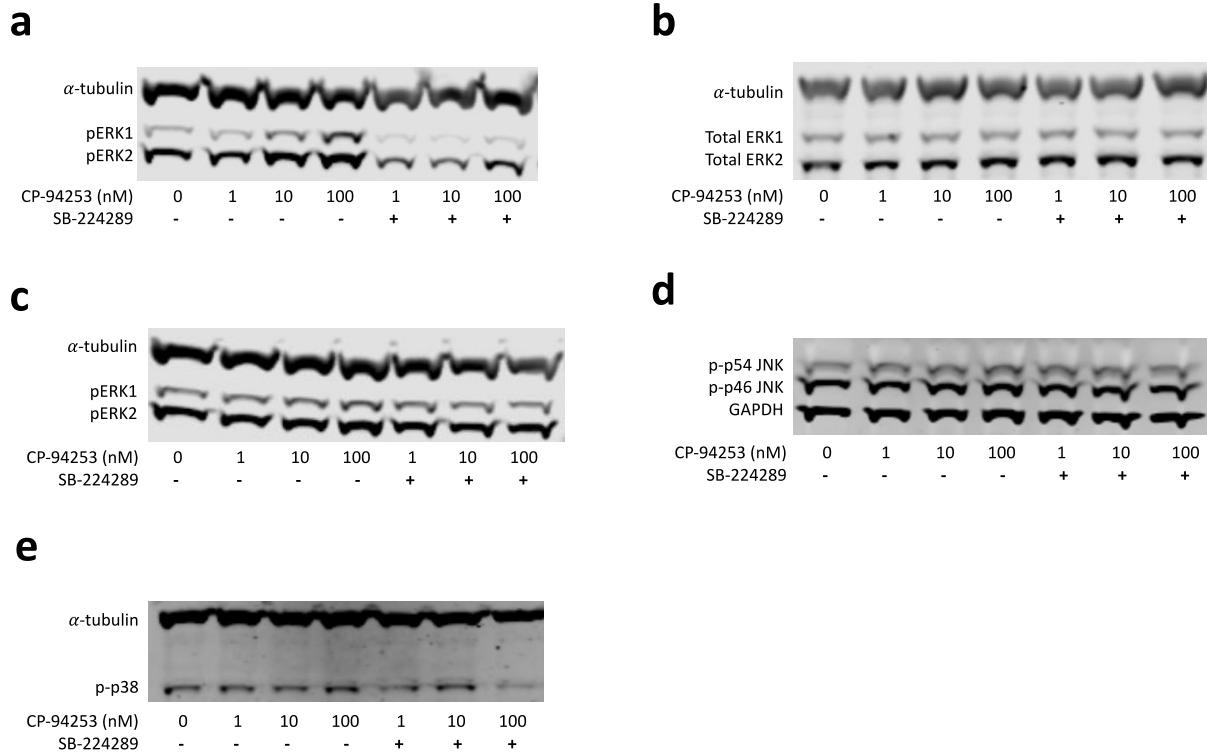 a
𝛼-tubulin
pERK1
pERK2
CP-94253 (nM) 0 1 10 100 1 10 100
SB-224289 - - - - + + +
b
𝛼-tubulin
Total ERK1
Total ERK2
CP-94253 (nM) 0 1 10 100 1 10 100
SB-224289 - - - - + + +
c
𝛼-tubulin
pERK1
pERK2
CP-94253 (nM) 0 1 10 100 1 10 100
SB-224289 - - - - + + +
d
p-p54 JNK
p-p46 JNK
GAPDH
CP-94253 (nM) 0 1 10 100 1 10 100
SB-224289 - - - - + + +
e
𝛼-tubulin
p-p38
CP-94253 (nM) 0 1 10 100 1 10 100
SB-224289 - - - - + + +